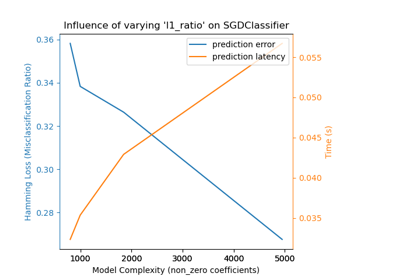 Influence of varying 'l1_ratio' on SGDClassifier
prediction error
prediction latency
0.36
0.34
0.32
0.30
0.28
Hamming Loss (Misclassification Ratio)
0.055
0.050
0.045
0.040
0.035
Time (s)
1000 2000 3000 4000 5000
Model Complexity (non_zero coefficients)